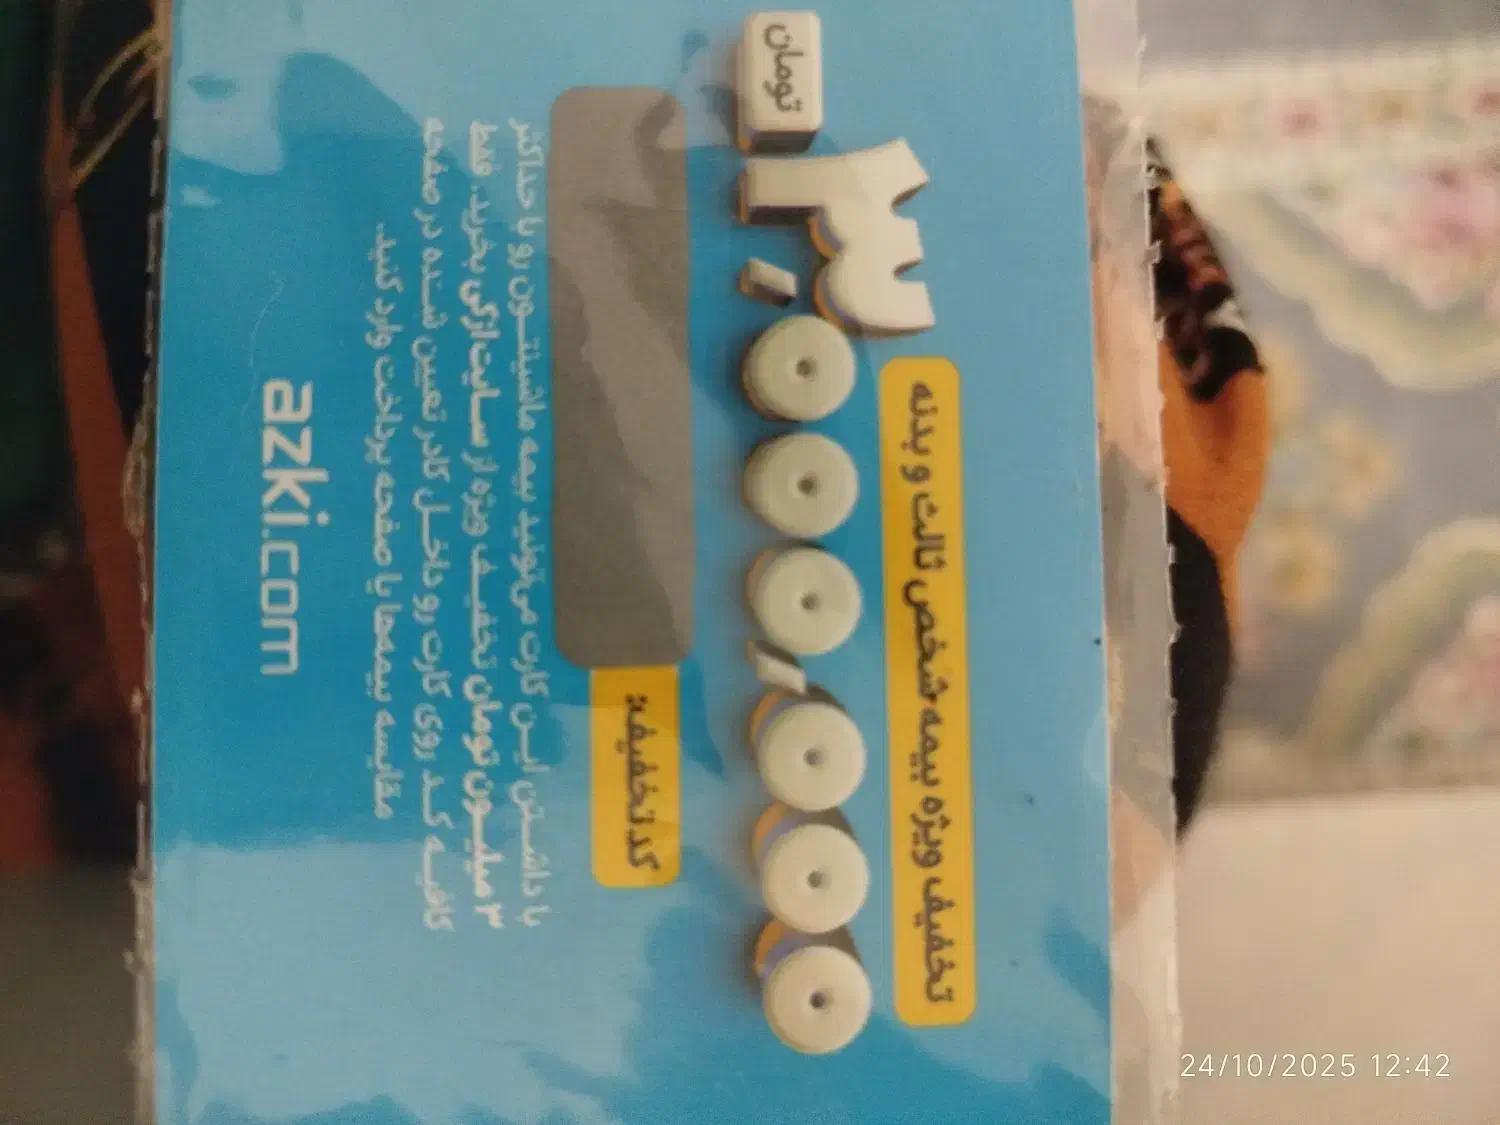 تخفیف ویژه بیمه شخص ثالث و بدنه
۳,۰۰۰,۰۰۰ تومان
کد تخفیف:
با داشتن این کارت می‌تونید بیمه ماشینتون رو با حداکثر
۳ میلیون تومان تخفیف ویژه از سایت ازکی بخرید. فقط
کافیه کد روی کارت رو داخل کادر تعیین شده در صفحه
مقایسه بیمه‌ها یا صفحه پرداخت وارد کنید.
azki.com
24/10/2025 12:42